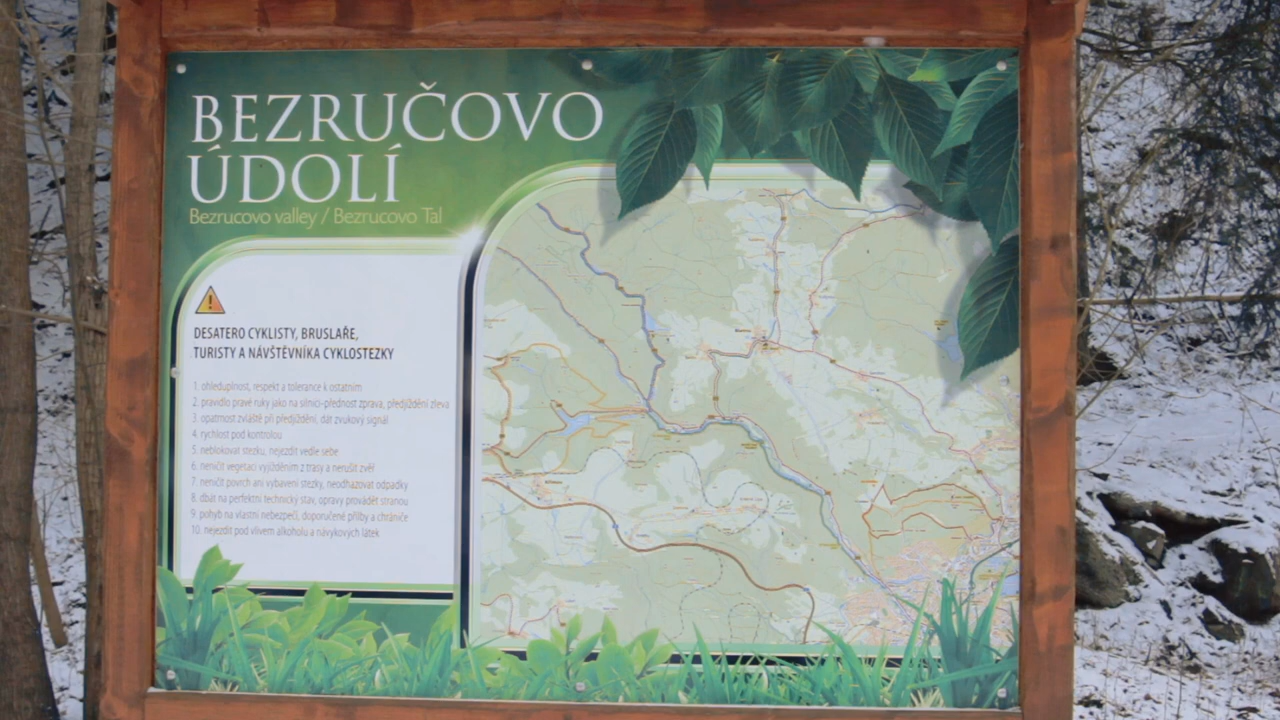 BEZRUČOVO
ÚDOLÍ
Bezrucovo valley / Bezrucovo Tal
DESATERO CYKLISTY, BRUSLAŘE,
TURISTY A NÁVŠTĚVNÍKA CYKLOSTEZKY
1. ohleduplnost, respekt a tolerance k ostatním
2. pravidlo pravé ruky jako na silnici-přednost zprava, předjíždění zleva
3. opatrnost zvláště při předjíždění, dát zvukový signál
4. rychlost pod kontrolou
5. neblokovat stezku, nejezdit vedle sebe
6. neničit vegetaci vyjížděním z trasy a nerušit zvěř
7. neničit povrch ani vybavení stezky, neodhazovat odpadky
8. dbát na perfektní technický stav, opravy provádět stranou
9. pohyb na vlastní nebezpečí, doporučené přilby a chrániče
10. nejezdit pod vlivem alkoholu a návykových látek